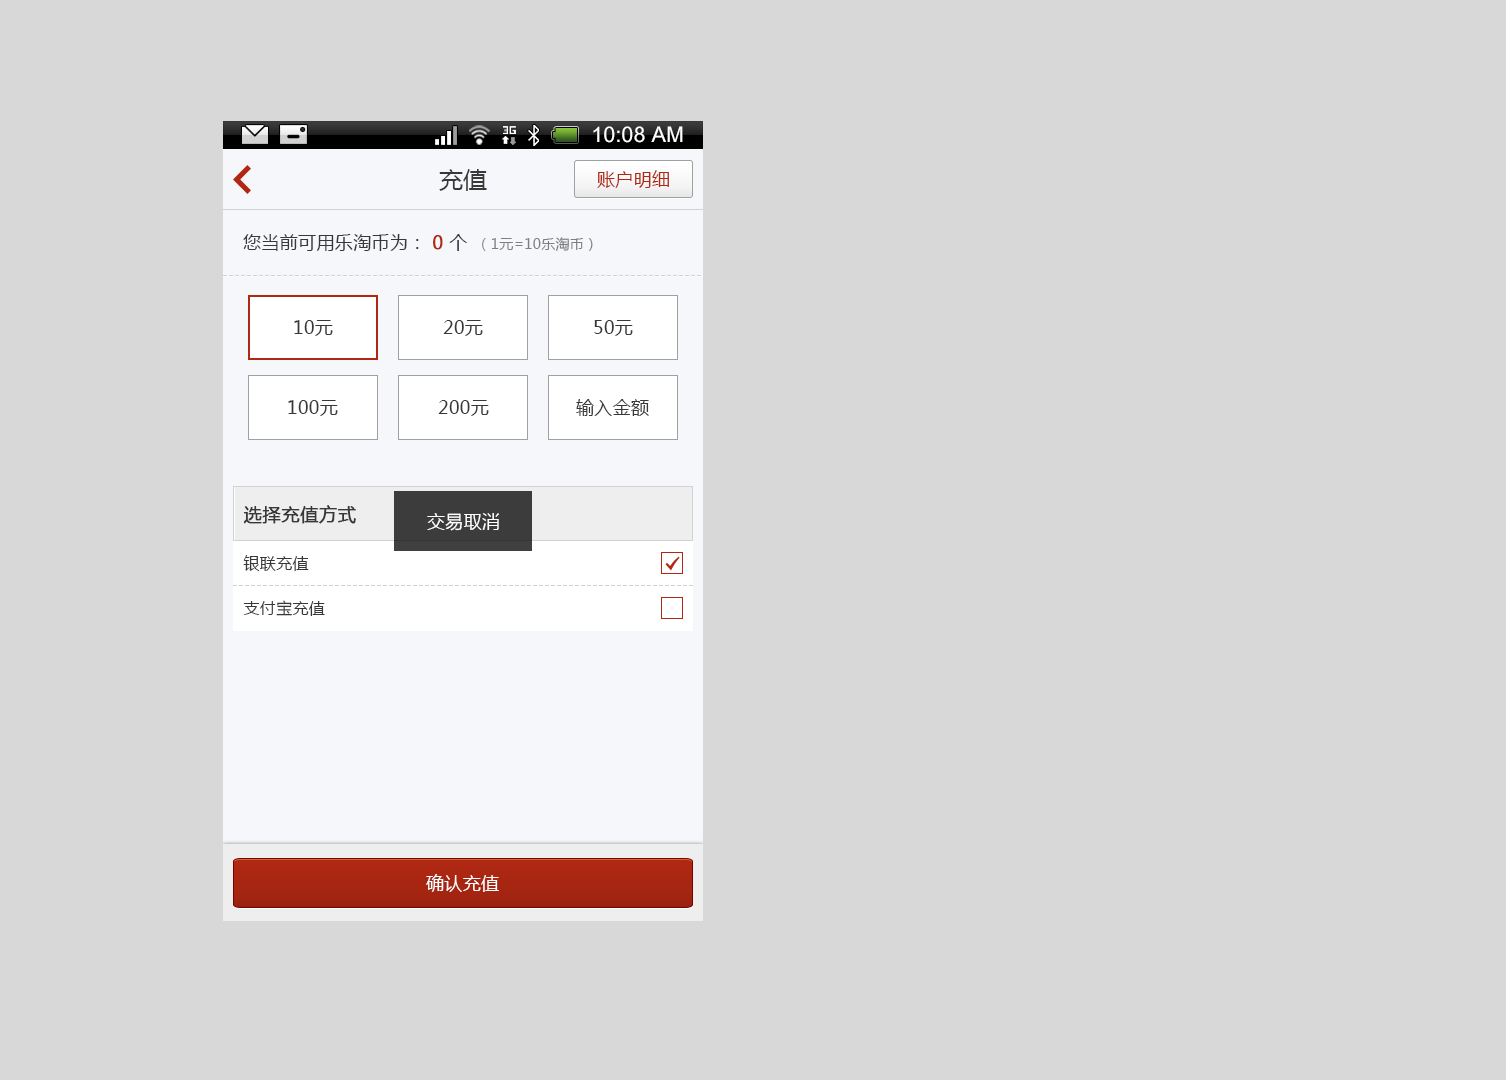 3G 10:08 AM
充值 账户明细
您当前可用乐淘币为： 0 个 （1元=10乐淘币）
10元 20元 50元
100元 200元 输入金额
选择充值方式
交易取消
银联充值
支付宝充值
确认充值